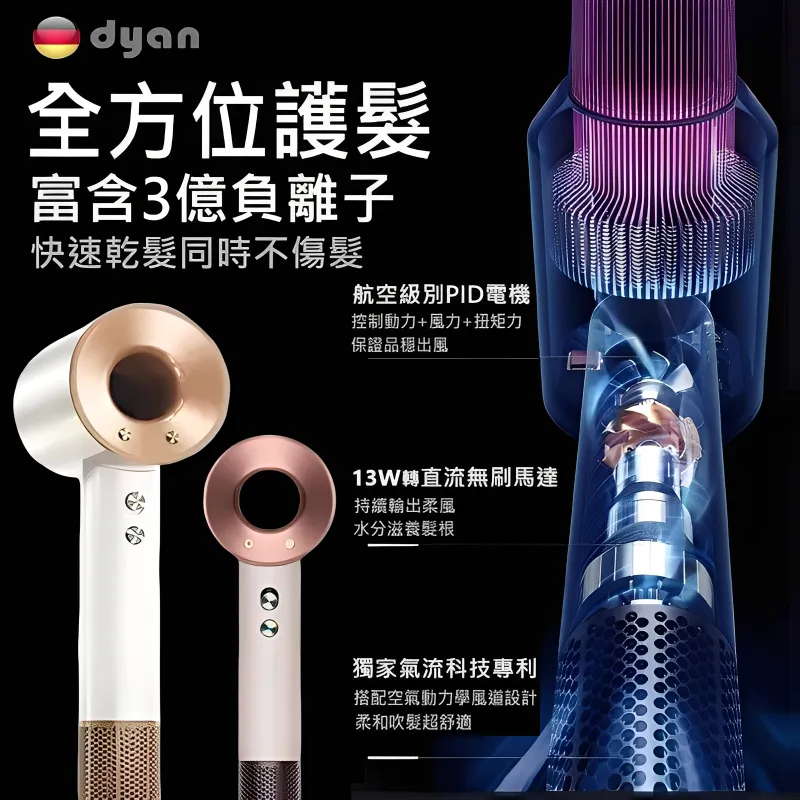 dyan
全方位護髮
富含3億負離子
快速乾髮同時不傷髮
航空級別PID電機
控制動力+風力+扭矩力
保證品穩出風
13W轉直流無刷馬達
持續輸出柔風
水分滋養髮根
獨家氣流科技專利
搭配空氣動力學風道設計
柔和吹髮超舒適